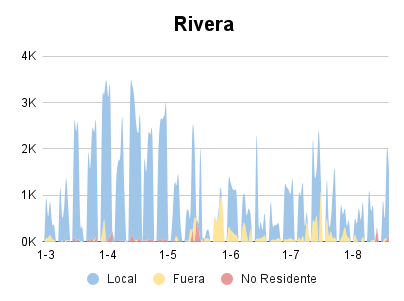 Rivera
4K
3K
2K
1K
0K
1-3 1-4 1-5 1-6 1-7 1-8
Local Fuera No Residente